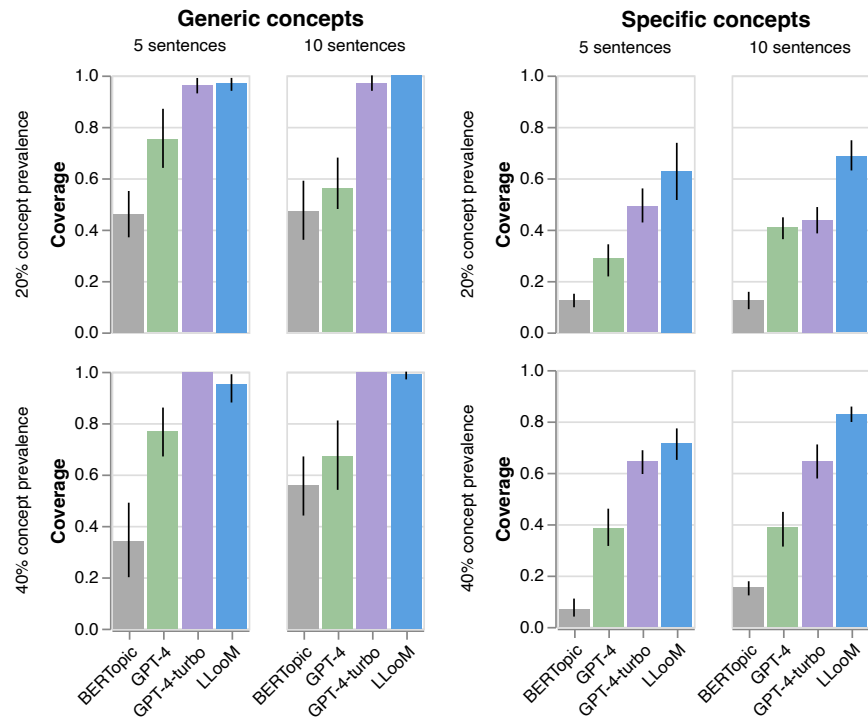 Generic concepts
Specific concepts
5 sentences
10 sentences
5 sentences
10 sentences
20% concept prevalence
Coverage
1.0
0.8
0.6
0.4
0.2
0.0
20% concept prevalence
Coverage
1.0
0.8
0.6
0.4
0.2
0.0
40% concept prevalence
Coverage
1.0
0.8
0.6
0.4
0.2
0.0
40% concept prevalence
Coverage
1.0
0.8
0.6
0.4
0.2
0.0
BERTopic
GPT-4
GPT-4-turbo
LLooM
BERTopic
GPT-4
GPT-4-turbo
LLooM
BERTopic
GPT-4
GPT-4-turbo
LLooM
BERTopic
GPT-4
GPT-4-turbo
LLooM